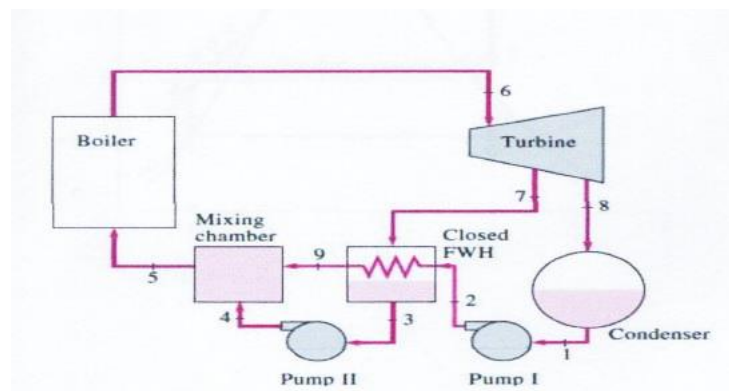 6
Boiler
Turbine
7
8
Mixing
chamber
Closed
FWH
9
5
2
4
3
Condenser
1
Pump II
Pump I